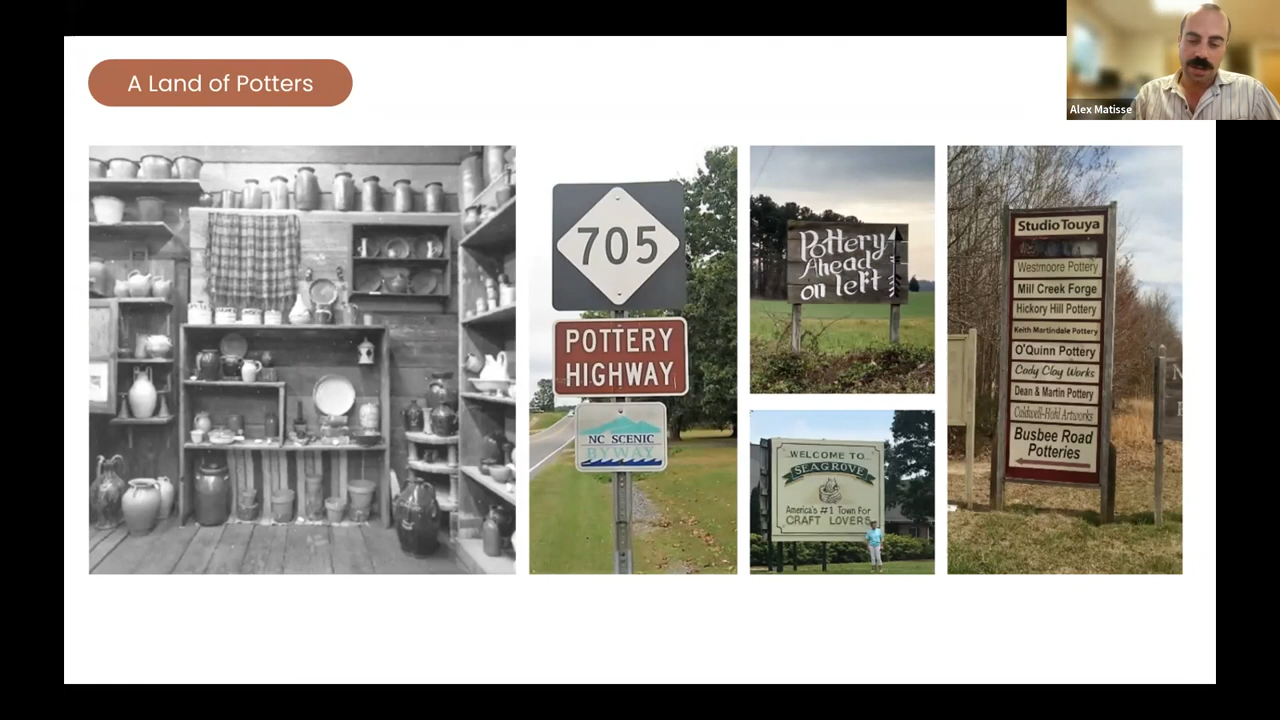 A Land of Potters
Alex Matisse
705
POTTERY
HIGHWAY
NC SCENIC
BYWAY
Pottery
Ahead
on left
WELCOME TO
SEAGROVE
America's #1 Town For
CRAFT LOVERS
Studio Touya
Westmoore Pottery
Mill Creek Forge
Hickory Hill Pottery
Keith Martindale Pottery
O'Quinn Pottery
Cady Clay Works
Dean & Martin Pottery
Caldwell-Hohl Artworks
Busbee Road
Potteries